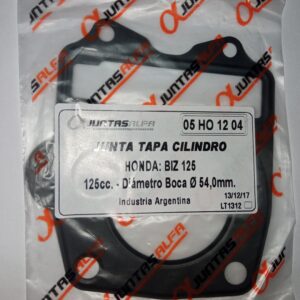 JUNTASALFA
05 HO 12 04
JUNTA TAPA CILINDRO
HONDA: BIZ 125
125cc. - Diámetro Boca Ø 54,0mm.
Industria Argentina
13/12/17
LT1312
JUNTASALFA